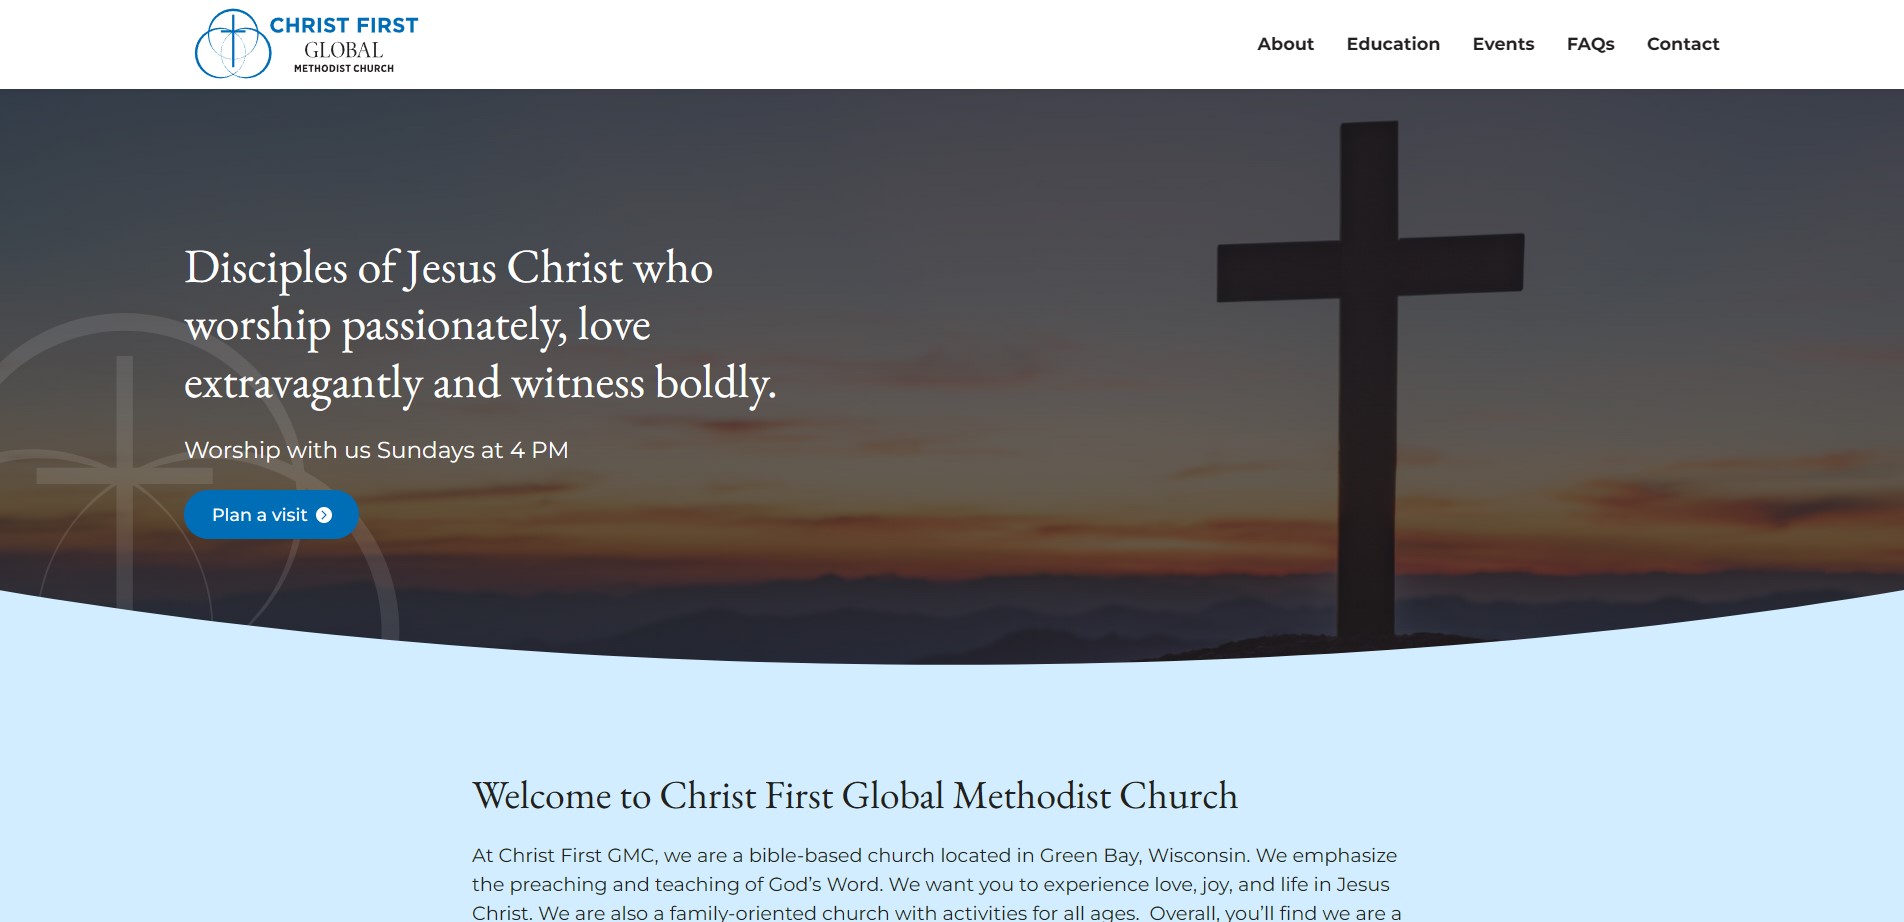 CHRIST FIRST
GLOBAL
METHODIST CHURCH
About
Education
Events
FAQs
Contact
Disciples of Jesus Christ who
worship passionately, love
extravagantly and witness boldly.
Worship with us Sundays at 4 PM
Plan a visit
Welcome to Christ First Global Methodist Church
At Christ First GMC, we are a bible-based church located in Green Bay, Wisconsin. We emphasize
the preaching and teaching of God’s Word. We want you to experience love, joy, and life in Jesus
Christ. We are also a family-oriented church with activities for all ages.  Overall, you’ll find we are a